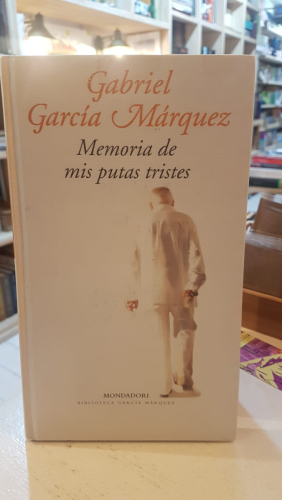 Gabriel
García Márquez
Memoria de
mis putas tristes
MONDADORI
BIBLIOTECA GARCÍA MÁRQUEZ